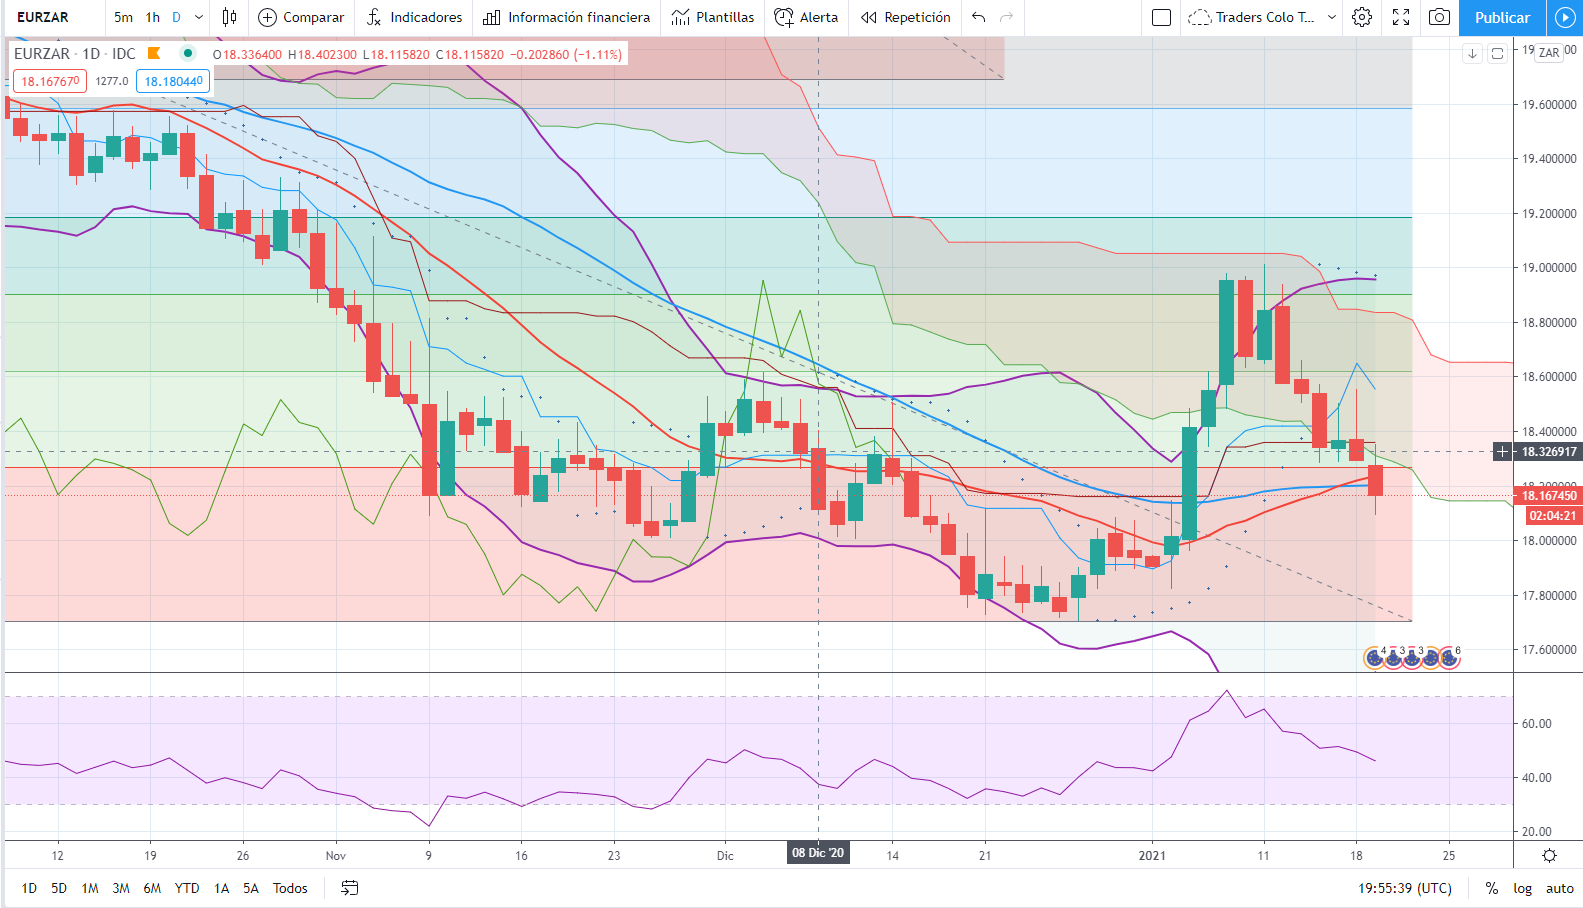 EURZAR 5m 1h D Comparar Indicadores Información financiera Plantillas Alerta Repetición Traders Colo T... Publicar
EURZAR · 1D · IDC O18.336400 H18.402300 L18.115820 C18.115820 −0.202860 (−1.11%)
18.167670 1277.0 18.180440
ZAR
19.600000
19.400000
19.200000
19.000000
18.800000
18.600000
18.400000
18.326917
18.167450
02:04:21
18.000000
17.800000
17.600000
4 3 3 6
60.00
40.00
20.00
12 19 26 Nov 9 16 23 Dic 08 Dic '20 14 21 2021 11 18 25
1D 5D 1M 3M 6M YTD 1A 5A Todos 19:55:39 (UTC) % log auto